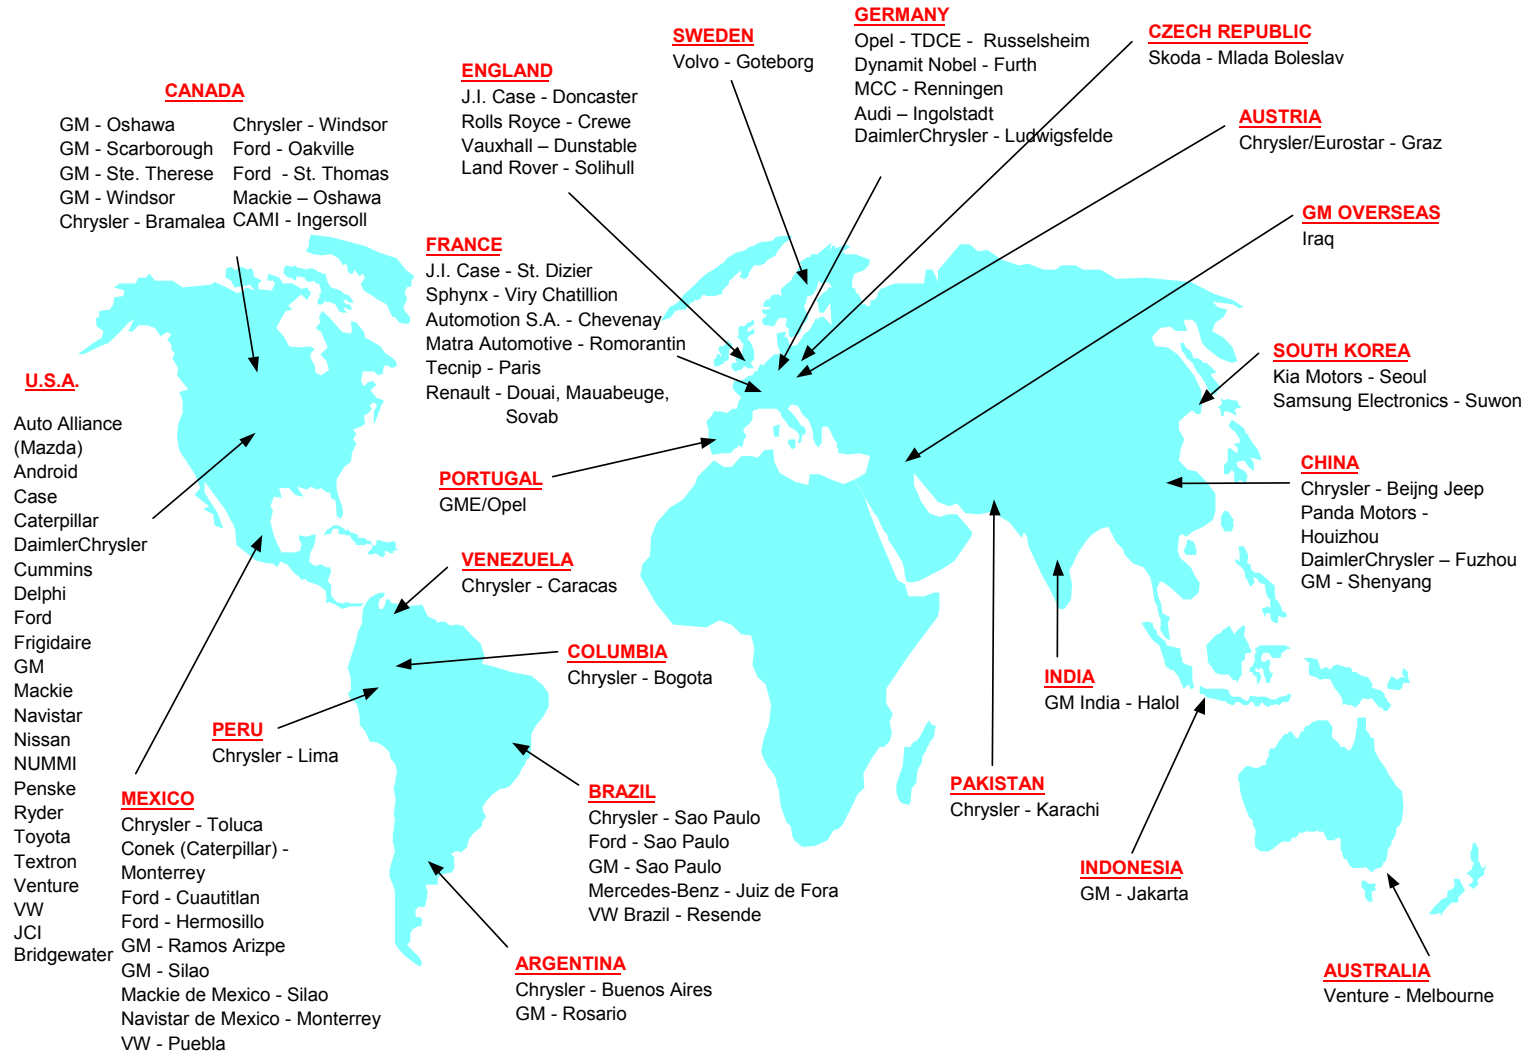 CANADA
GM - Oshawa
GM - Scarborough
GM - Ste. Therese
GM - Windsor
Chrysler - Bramalea
Chrysler - Windsor
Ford - Oakville
Ford - St. Thomas
Mackie – Oshawa
CAMI - Ingersoll
ENGLAND
J.I. Case - Doncaster
Rolls Royce - Crewe
Vauxhall – Dunstable
Land Rover - Solihull
SWEDEN
Volvo - Goteborg
GERMANY
Opel - TDCE - Russelsheim
Dynamit Nobel - Furth
MCC - Renningen
Audi – Ingolstadt
DaimlerChrysler - Ludwigsfelde
CZECH REPUBLIC
Skoda - Mlada Boleslav
AUSTRIA
Chrysler/Eurostar - Graz
GM OVERSEAS
Iraq
FRANCE
J.I. Case - St. Dizier
Sphynx - Viry Chatillion
Automotion S.A. - Chevenay
Matra Automotive - Romorantin
Tecnip - Paris
Renault - Douai, Mauabeuge,
Sovab
SOUTH KOREA
Kia Motors - Seoul
Samsung Electronics - Suwon
U.S.A.
Auto Alliance
(Mazda)
Android
Case
Caterpillar
DaimlerChrysler
Cummins
Delphi
Ford
Frigidaire
GM
Mackie
Navistar
Nissan
NUMMI
Penske
Ryder
Toyota
Textron
Venture
VW
JCI
Bridgewater
PORTUGAL
GME/Opel
CHINA
Chrysler - Beijng Jeep
Panda Motors -
Houizhou
DaimlerChrysler – Fuzhou
GM - Shenyang
VENEZUELA
Chrysler - Caracas
COLUMBIA
Chrysler - Bogota
INDIA
GM India - Halol
PERU
Chrysler - Lima
PAKISTAN
Chrysler - Karachi
MEXICO
Chrysler - Toluca
Conek (Caterpillar) -
Monterrey
Ford - Cuautitlan
Ford - Hermosillo
GM - Ramos Arizpe
GM - Silao
Mackie de Mexico - Silao
Navistar de Mexico - Monterrey
VW - Puebla
BRAZIL
Chrysler - Sao Paulo
Ford - Sao Paulo
GM - Sao Paulo
Mercedes-Benz - Juiz de Fora
VW Brazil - Resende
INDONESIA
GM - Jakarta
ARGENTINA
Chrysler - Buenos Aires
GM - Rosario
AUSTRALIA
Venture - Melbourne